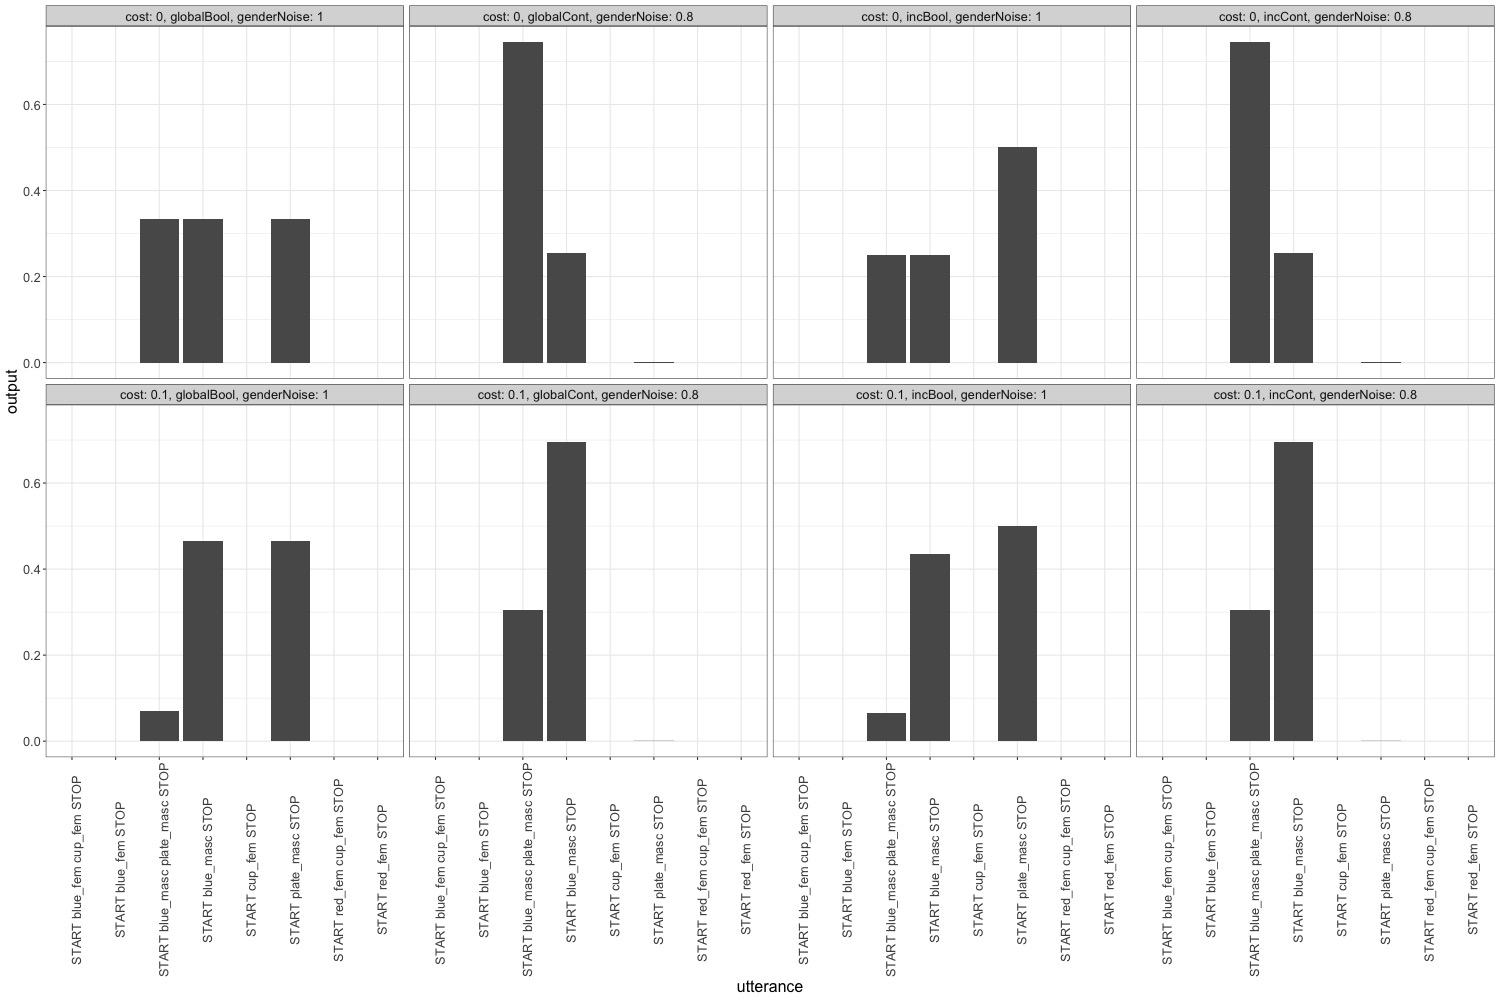 cost: 0, globalBool, genderNoise: 1
cost: 0, globalCont, genderNoise: 0.8
cost: 0, incBool, genderNoise: 1
cost: 0, incCont, genderNoise: 0.8
0.6
0.4
0.2
0.0
cost: 0.1, globalBool, genderNoise: 1
cost: 0.1, globalCont, genderNoise: 0.8
cost: 0.1, incBool, genderNoise: 1
cost: 0.1, incCont, genderNoise: 0.8
0.6
0.4
0.2
0.0
output
START blue_fem cup_fem STOP
START blue_fem STOP
START blue_masc plate_masc STOP
START blue_masc STOP
START cup_fem STOP
START plate_masc STOP
START red_fem cup_fem STOP
START red_fem STOP
START blue_fem cup_fem STOP
START blue_fem STOP
START blue_masc plate_masc STOP
START blue_masc STOP
START cup_fem STOP
START plate_masc STOP
START red_fem cup_fem STOP
START red_fem STOP
START blue_fem cup_fem STOP
START blue_fem STOP
START blue_masc plate_masc STOP
START blue_masc STOP
START cup_fem STOP
START plate_masc STOP
START red_fem cup_fem STOP
START red_fem STOP
START blue_fem cup_fem STOP
START blue_fem STOP
START blue_masc plate_masc STOP
START blue_masc STOP
START cup_fem STOP
START plate_masc STOP
START red_fem cup_fem STOP
START red_fem STOP
utterance